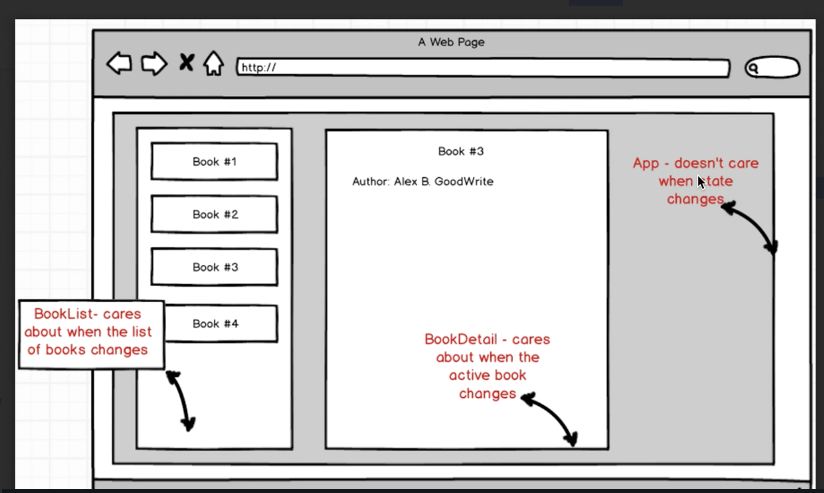 A Web Page
http://
Book #1
Book #2
Book #3
Book #4
Book #3
Author: Alex B. GoodWrite
App - doesn't care
when state
changes
BookList- cares
about when the list
of books changes
BookDetail - cares
about when the
active book
changes